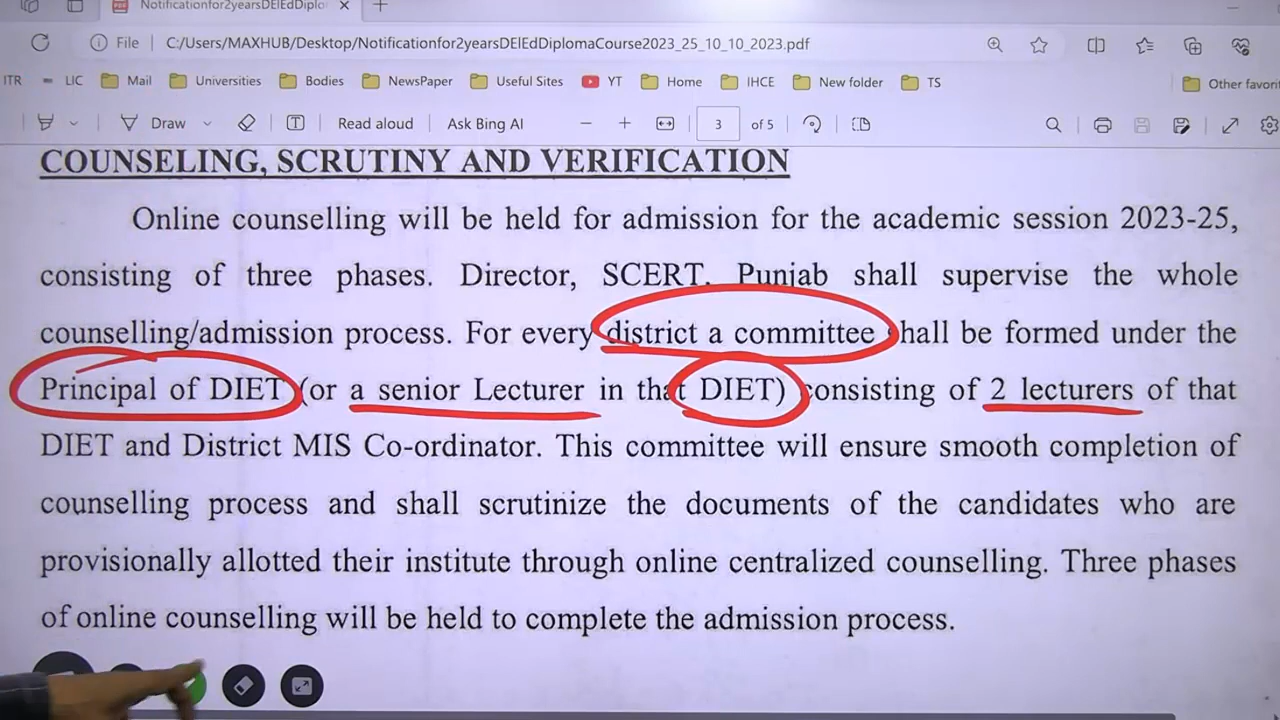 Notificationfor2yearsDElEdDiplo
File C:/Users/MAXHUB/Desktop/Notificationfor2yearsDElEdDiplomaCourse2023_25_10_10_2023.pdf
ITR LIC Mail Universities Bodies NewsPaper Useful Sites YT Home IHCE New folder TS Other favori
Draw Read aloud Ask Bing AI 3 of 5
COUNSELING, SCRUTINY AND VERIFICATION
Online counselling will be held for admission for the academic session 2023-25,
consisting of three phases. Director, SCERT, Punjab shall supervise the whole
counselling/admission process. For every district a committee shall be formed under the
Principal of DIET (or a senior Lecturer in that DIET) consisting of 2 lecturers of that
DIET and District MIS Co-ordinator. This committee will ensure smooth completion of
counselling process and shall scrutinize the documents of the candidates who are
provisionally allotted their institute through online centralized counselling. Three phases
of online counselling will be held to complete the admission process.